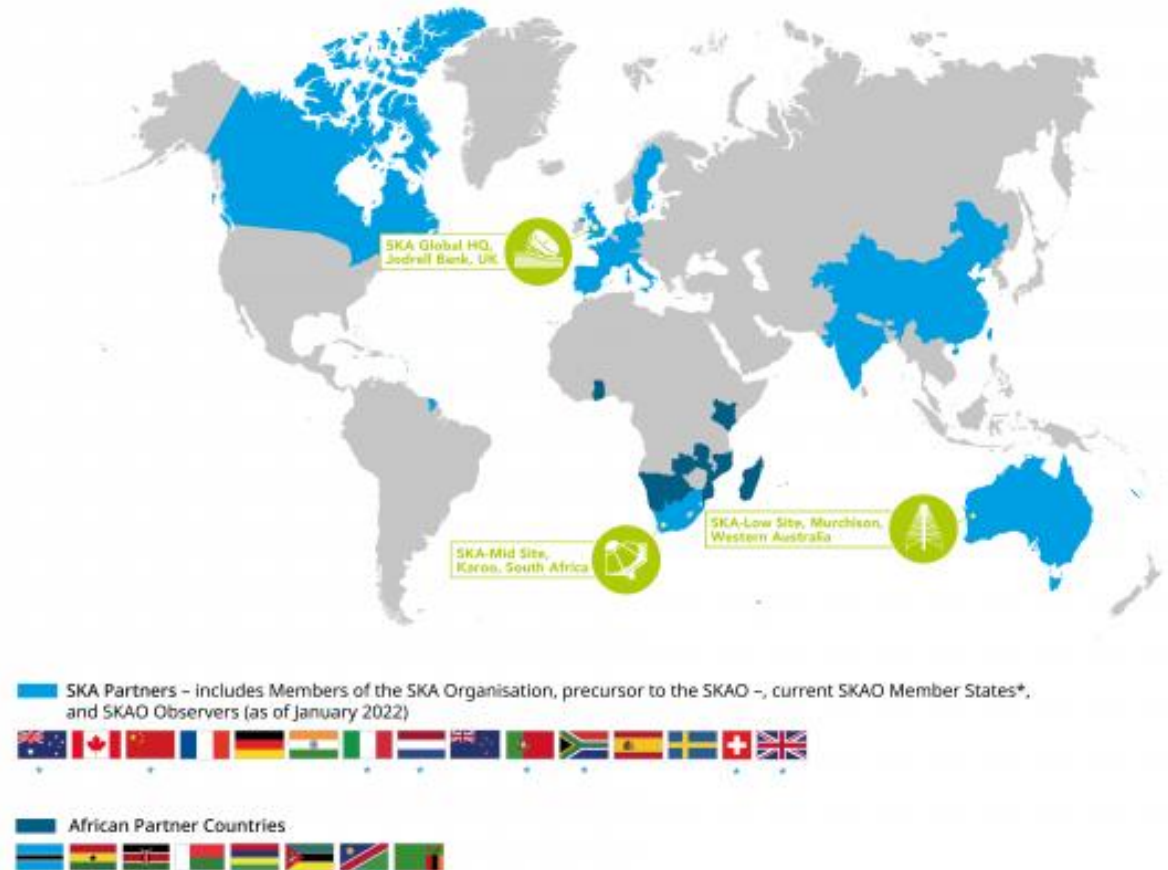 SKA Global HQ,
Jodrell Bank, UK
SKA-Low Site, Murchison,
Western Australia
SKA-Mid Site,
Karoo, South Africa
SKA Partners – includes Members of the SKA Organisation, precursor to the SKAO –, current SKAO Member States*,
and SKAO Observers (as of January 2022)
* * * * * * * *
African Partner Countries